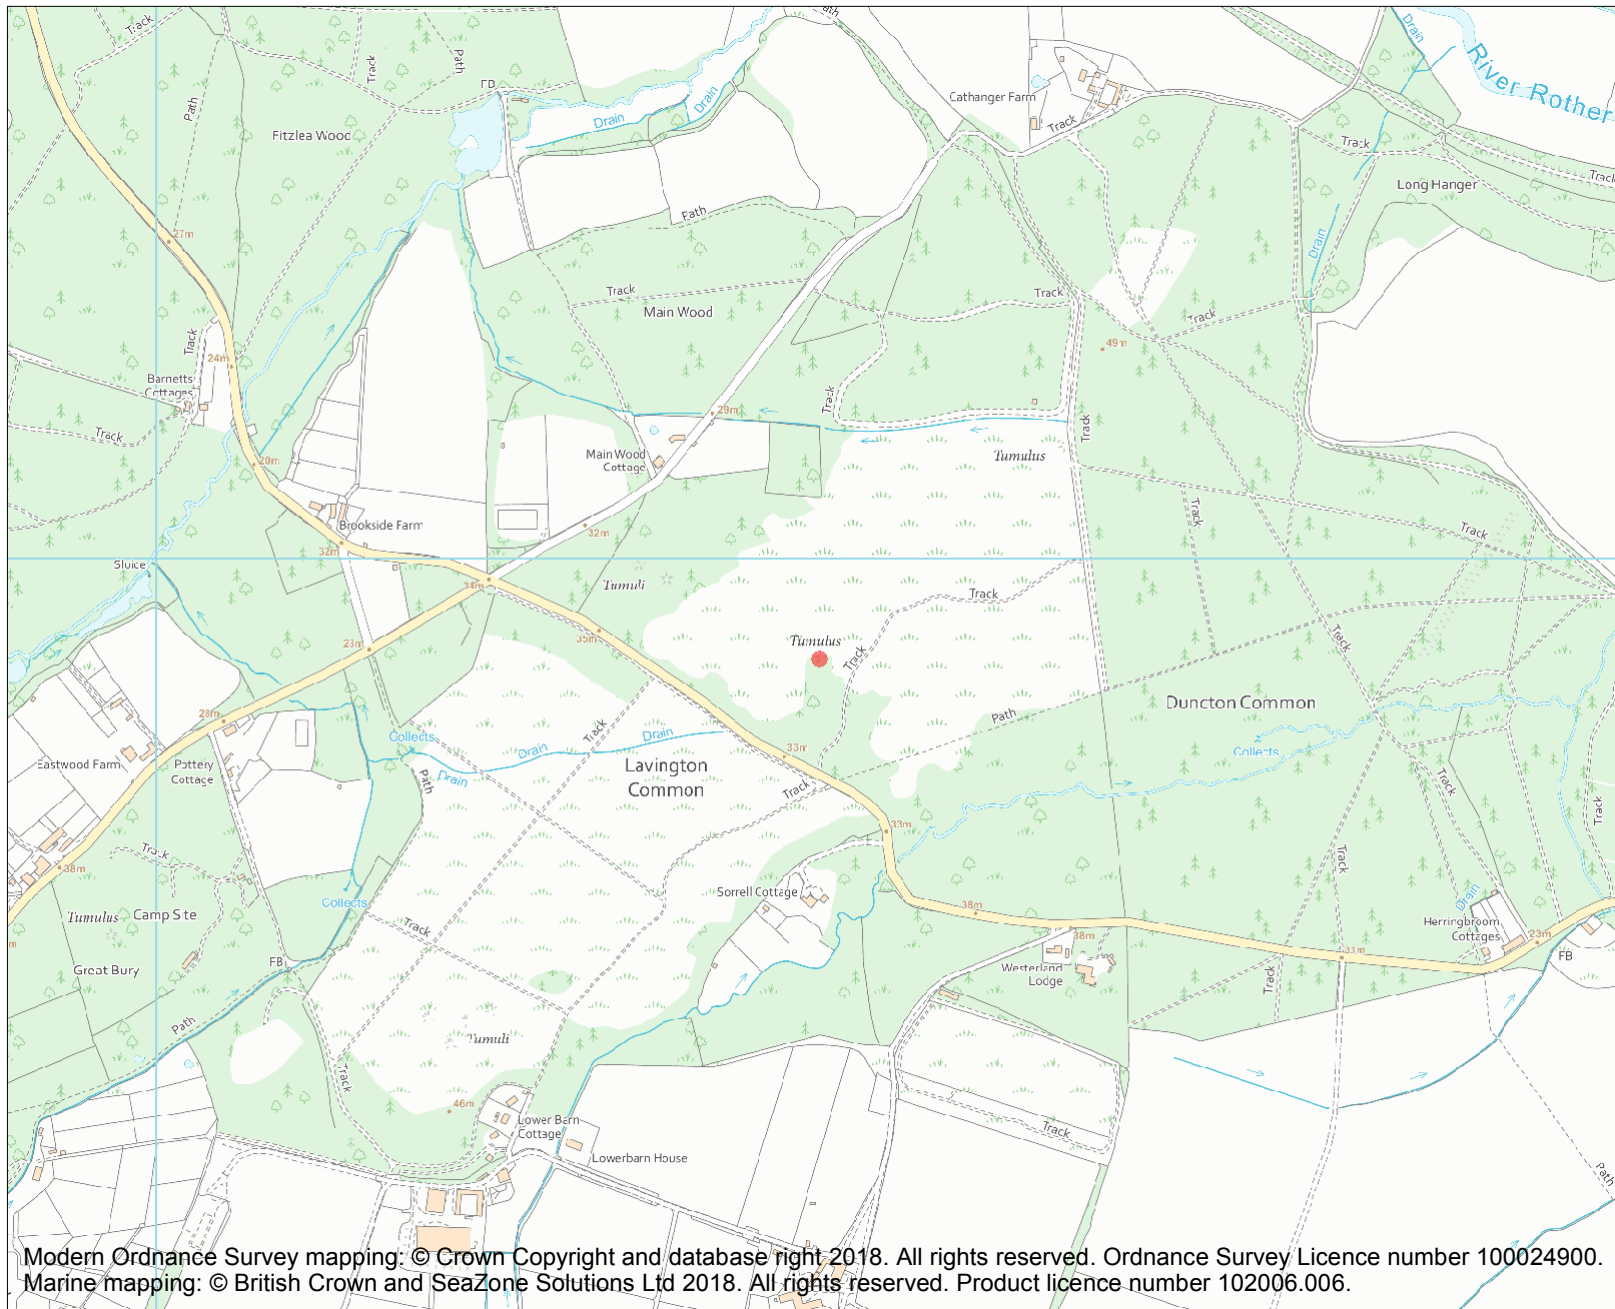 Track
Path
Track
Path
FB
Path
Drain
River Rother
Cathanger Farm
Drain
Drain
Fitzlea Wood
Track
Track
Track
Long Hanger
Path
27m
Drain
Track
Main Wood
Track
Track
Track
24m
49m
Barnetts
Cottages
Track
29m
Track
Track
Main Wood
Cottage
Tumulus
20m
Brookside Farm
32m
Track
Track
32m
Sluice
34m
Tumuli
Track
Tumulus
35m
23m
Track
Track
Duncton Common
28m
Path
Collects
Drain
Track
Drain
33m
Collects
Eastwood Farm
Pottery
Cottage
Path
Drain
Lavington
Common
Track
Track
Track
33m
Track
38m
Track
Sorrell Cottage
Drain
Collects
Tumulus
Camp Site
38m
Track
Herringbroom
Cottages
23m
38m
FB
Great Bury
FB
Westerland
Lodge
Track
Path
Tumuli
Track
46m
Lower Barn
Cottage
Track
Lowerbarn House
Path
Modern Ordnance Survey mapping: © Crown Copyright and database right 2018. All rights reserved. Ordnance Survey Licence number 100024900.
Marine mapping: © British Crown and SeaZone Solutions Ltd 2018. All rights reserved. Product licence number 102006.006.